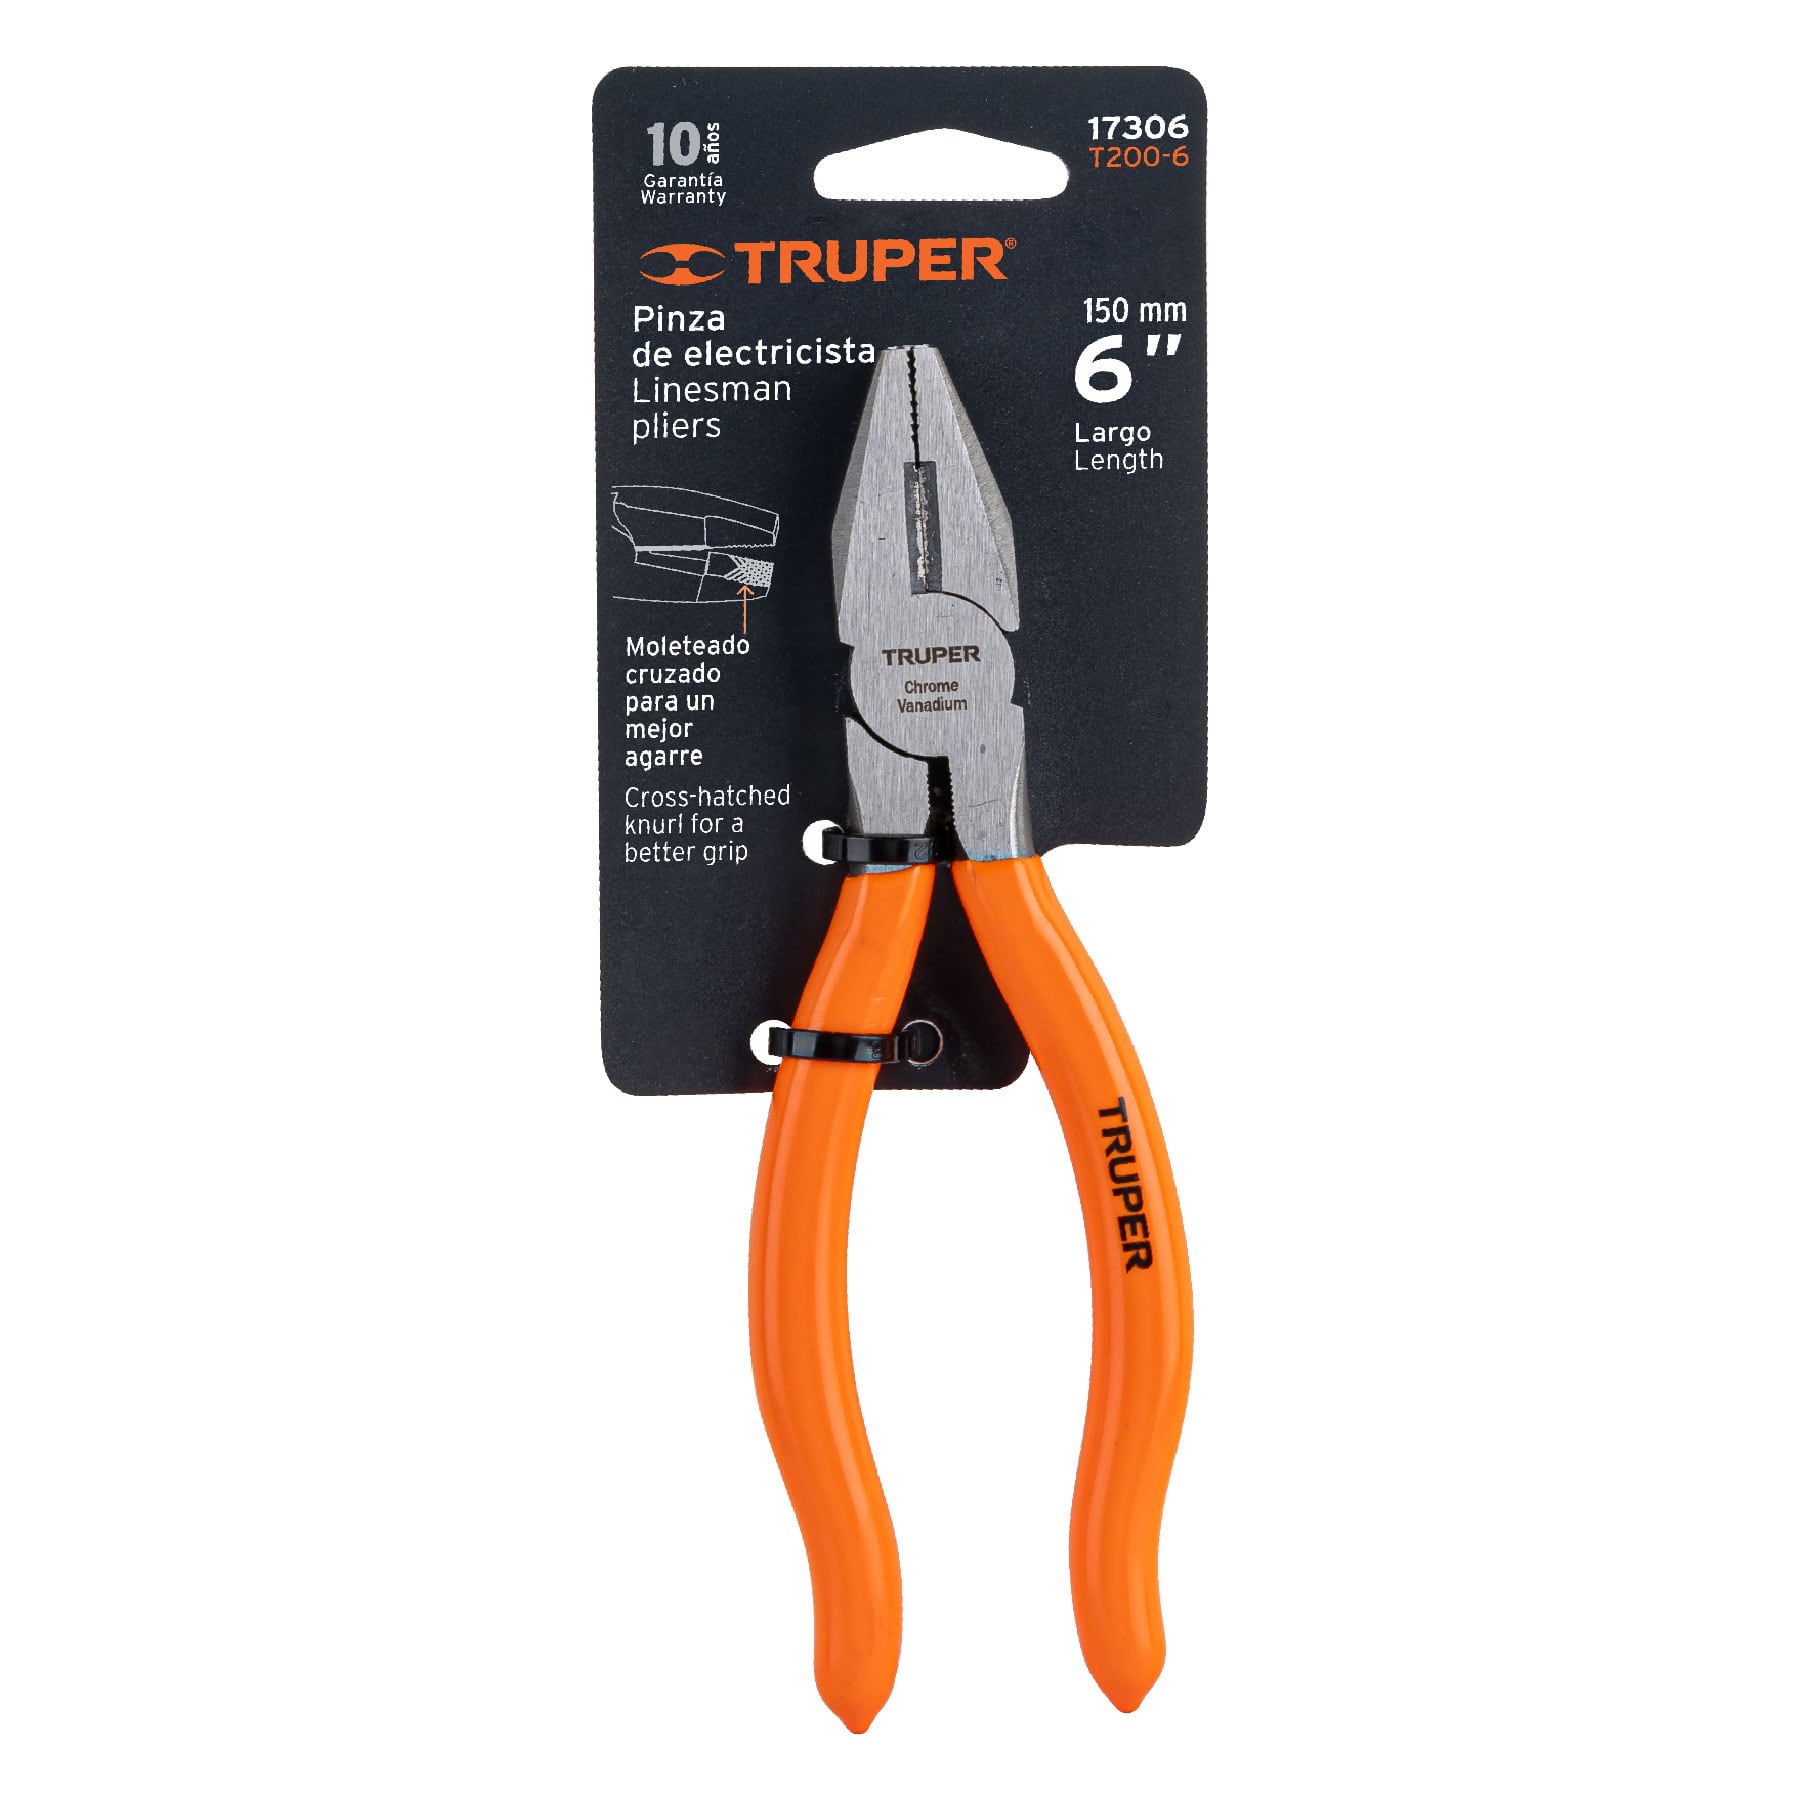 10 años
Garantía
Warranty
17306
T200-6
TRUPER®
Pinza
de electricista
Linesman
pliers
150 mm
6"
Largo
Length
Moleteado
cruzado
para un
mejor
agarre
Cross-hatched
knurl for a
better grip
TRUPER
Chrome
Vanadium
TRUPER